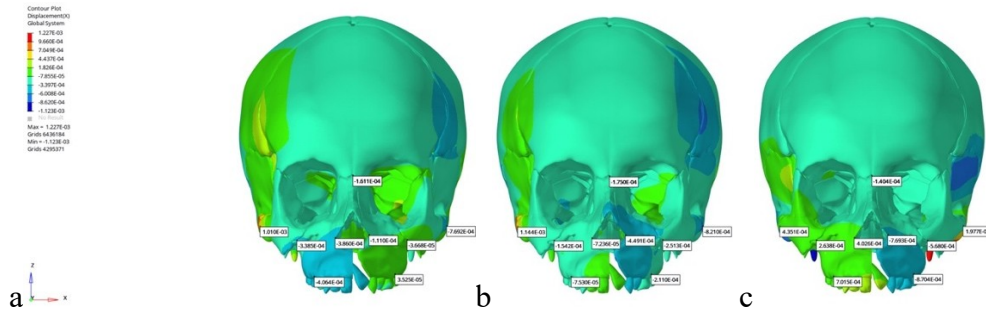 Contour Plot
Displacement(X)
Global System
1.227E-03
9.660E-04
7.049E-04
4.437E-04
1.826E-04
-7.855E-05
-3.397E-04
-6.008E-04
-8.620E-04
-1.123E-03
No Result
Max = 1.227E-03
Grids 6436184
Min = -1.123E-03
Grids 4295371
-1.611E-04
1.010E-03
-3.385E-04
-3.860E-04
-1.110E-04
-3.668E-05
-7.692E-04
-4.064E-04
3.525E-05
-1.750E-04
1.144E-03
-1.542E-04
-7.236E-05
-4.491E-04
-2.513E-04
-8.210E-04
-7.530E-05
-2.110E-04
-1.404E-04
4.351E-04
2.638E-04
4.026E-04
-7.693E-04
-5.680E-04
1.977E-04
7.015E-04
-8.704E-04
Z
Y
X
a
b
c